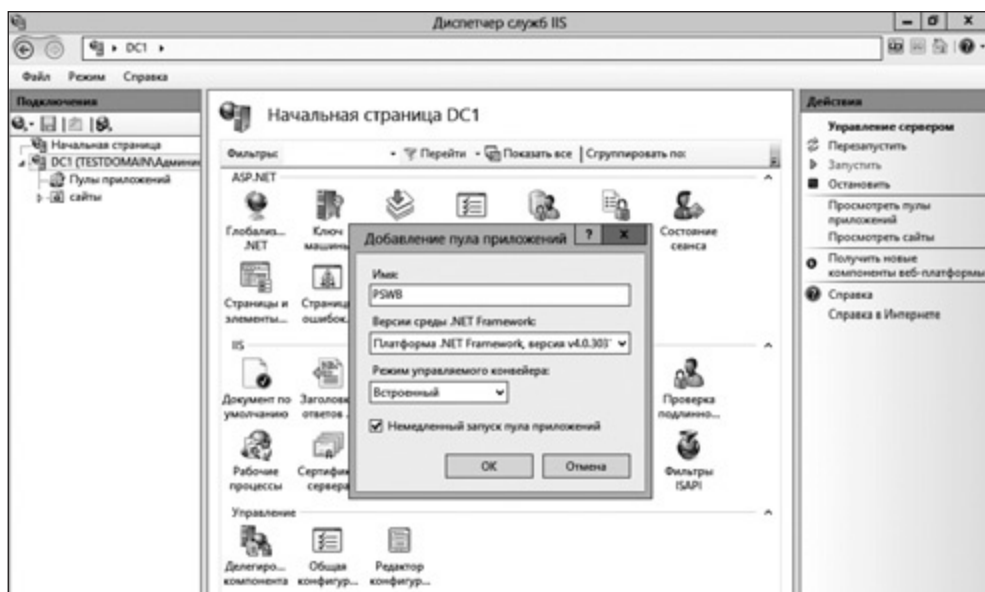 Диспетчер служб IIS
DC1
Файл Режим Справка
Подключения
Начальная страница
DC1 (TESTDOMAIN\Админи
Пулы приложений
сайты
Начальная страница DC1
Фильтры:
Перейти
Показать все
Сгруппировать по:
ASP.NET
Глобализ...
.NET
Ключ
машины
Состояние
сеанса
Страницы и
элементы...
Страниц
ошибок.
IIS
Документ по
умолчанию
Заголовк
ответов .
Проверка
подлинно...
Рабочие
процессы
Сертифи
сервера
Фильтры
ISAPI
Управление
Делегиро...
компонента
Общая
конфигур...
Редактор
конфигур...
Добавление пула приложений
?
x
Имя:
PSWB
Версии среды .NET Framework:
Платформа .NET Framework, версия v4.0.303
Режим управляемого конвейера:
Встроенный
Немедленный запуск пула приложений
ОК
Отмена
Действия
Управление сервером
Перезапустить
Запустить
Остановить
Просмотреть пулы
приложений
Просмотреть сайты
Получить новые
компоненты веб-платформы
Справка
Справка в Интернете